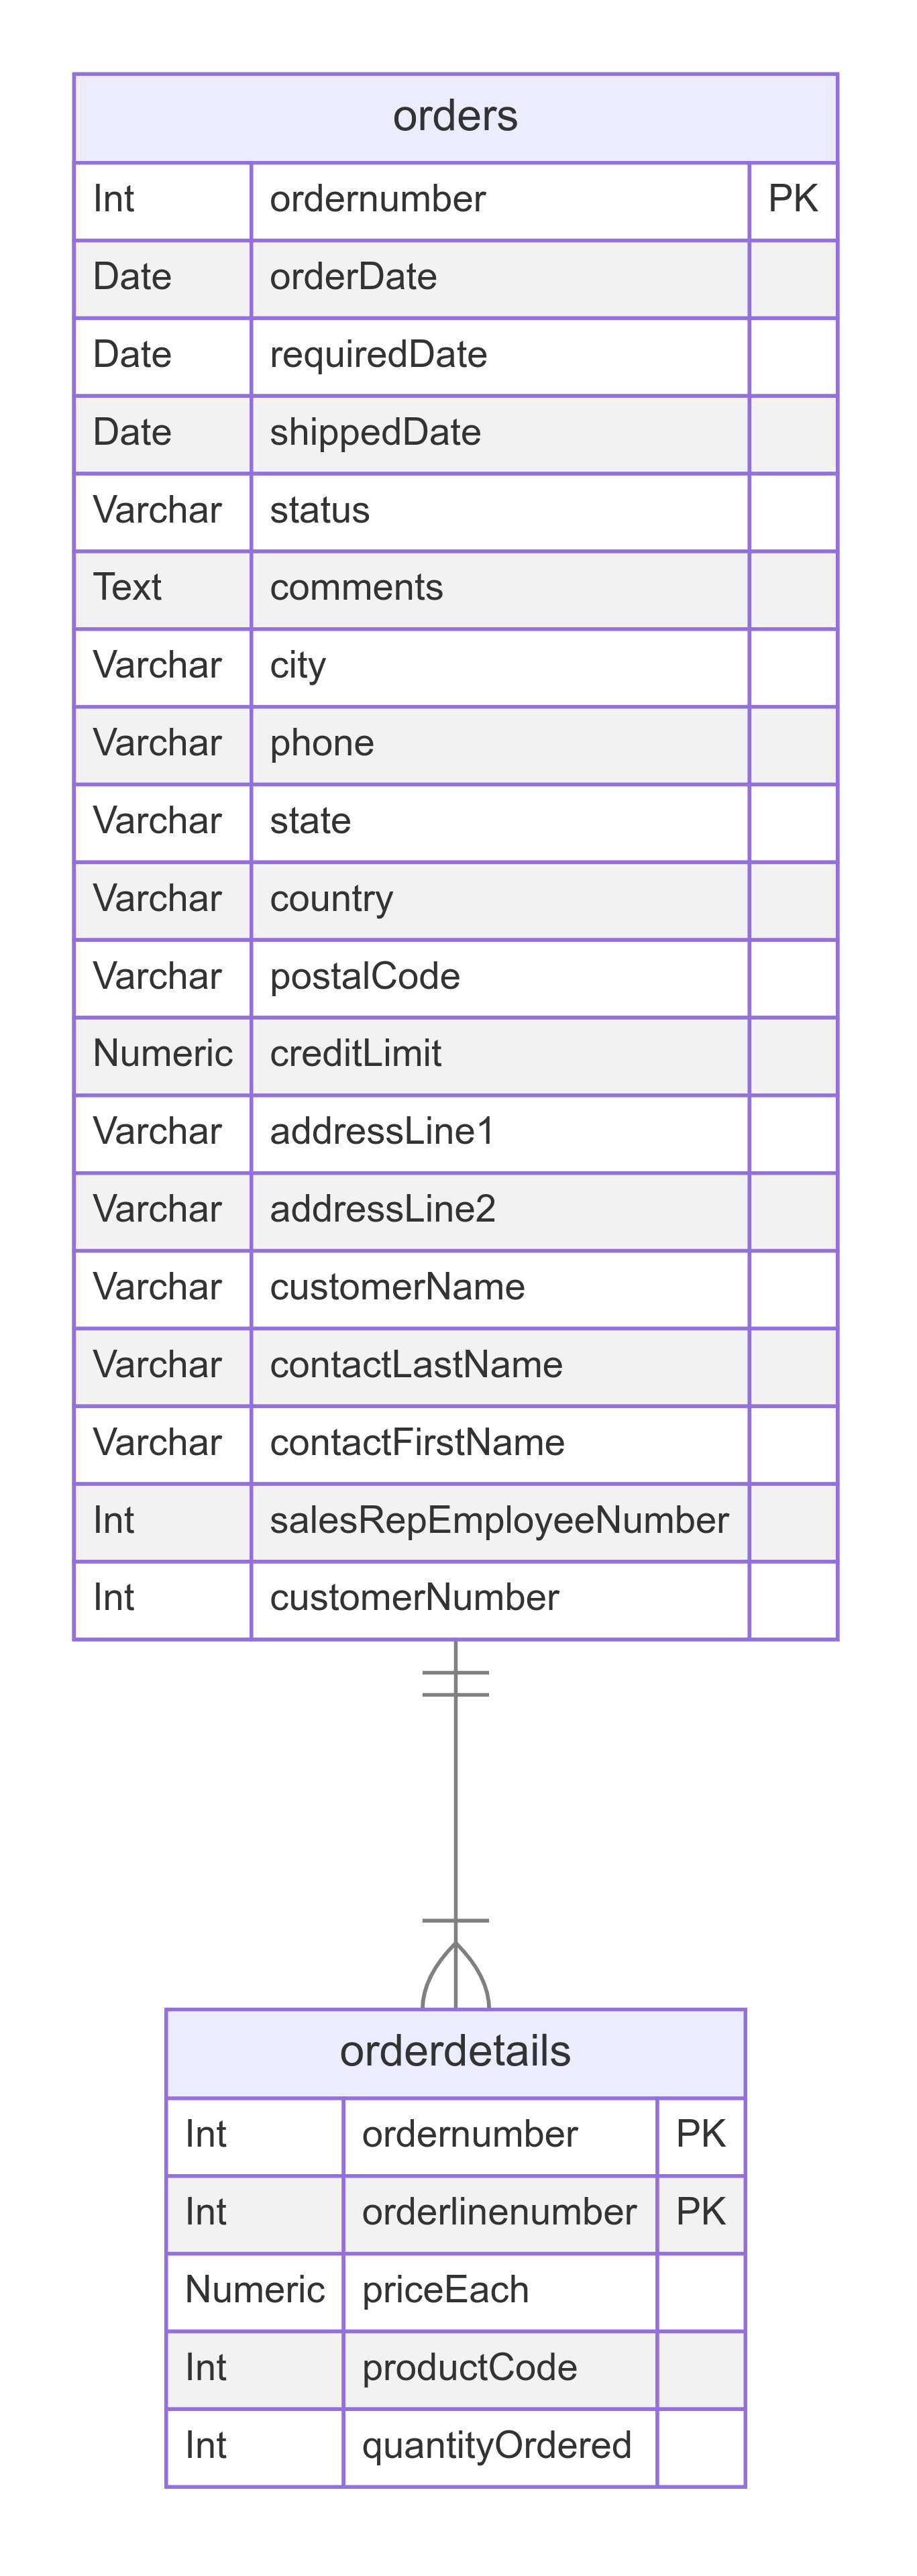 orders
Int ordernumber PK
Date orderDate
Date requiredDate
Date shippedDate
Varchar status
Text comments
Varchar city
Varchar phone
Varchar state
Varchar country
Varchar postalCode
Numeric creditLimit
Varchar addressLine1
Varchar addressLine2
Varchar customerName
Varchar contactLastName
Varchar contactFirstName
Int salesRepEmployeeNumber
Int customerNumber
orderdetails
Int ordernumber PK
Int orderlinenumber PK
Numeric priceEach
Int productCode
Int quantityOrdered